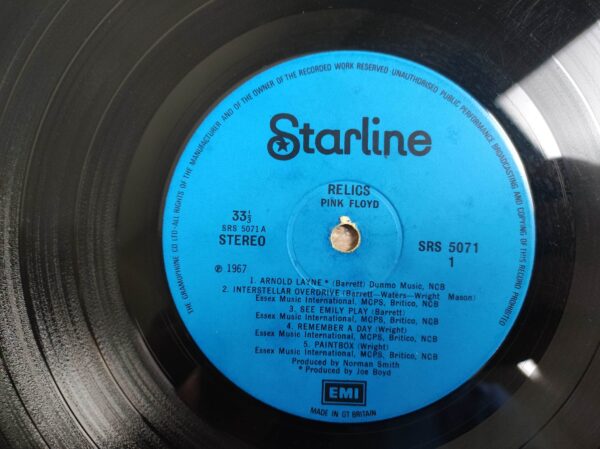 THE GRAMOPHONE CO LTD·ALL RIGHTS OF THE MANUFACTURER AND OF THE OWNER OF THE RECORDED WORK RESERVED·UNAUTHORISED PUBLIC PERFORMANCE BROADCASTING AND COPYING OF THIS RECORD PROHIBITED
Starline
RELICS
PINK FLOYD
33⅓
SRS 5071A
STEREO
SRS 5071
1
℗ 1967
1. ARNOLD LAYNE * (Barrett) Dunmo Music, NCB
2. INTERSTELLAR OVERDRIVE (Barrett—Waters—Wright Mason)
Essex Music International, MCPS, Britico, NCB
3. SEE EMILY PLAY (Barrett)
Essex Music International, MCPS, Britico, NCB
4. REMEMBER A DAY (Wright)
Essex Music International, MCPS, Britico, NCB
5. PAINTBOX (Wright)
Essex Music International, MCPS, Britico, NCB
Produced by Norman Smith
* Produced by Joe Boyd
EMI
MADE IN GT BRITAIN